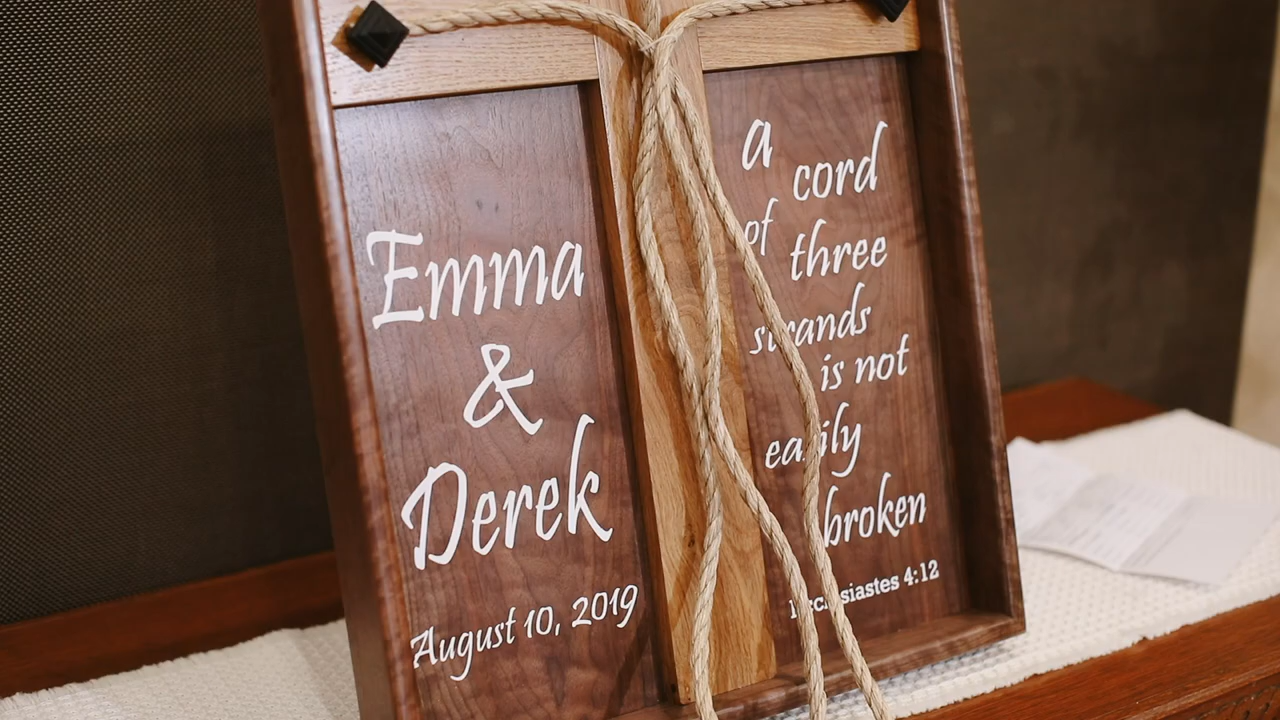 Emma
&
Derek
August 10, 2019
a
cord
of
three
strands
is not
easily
broken
Ecclesiastes 4:12